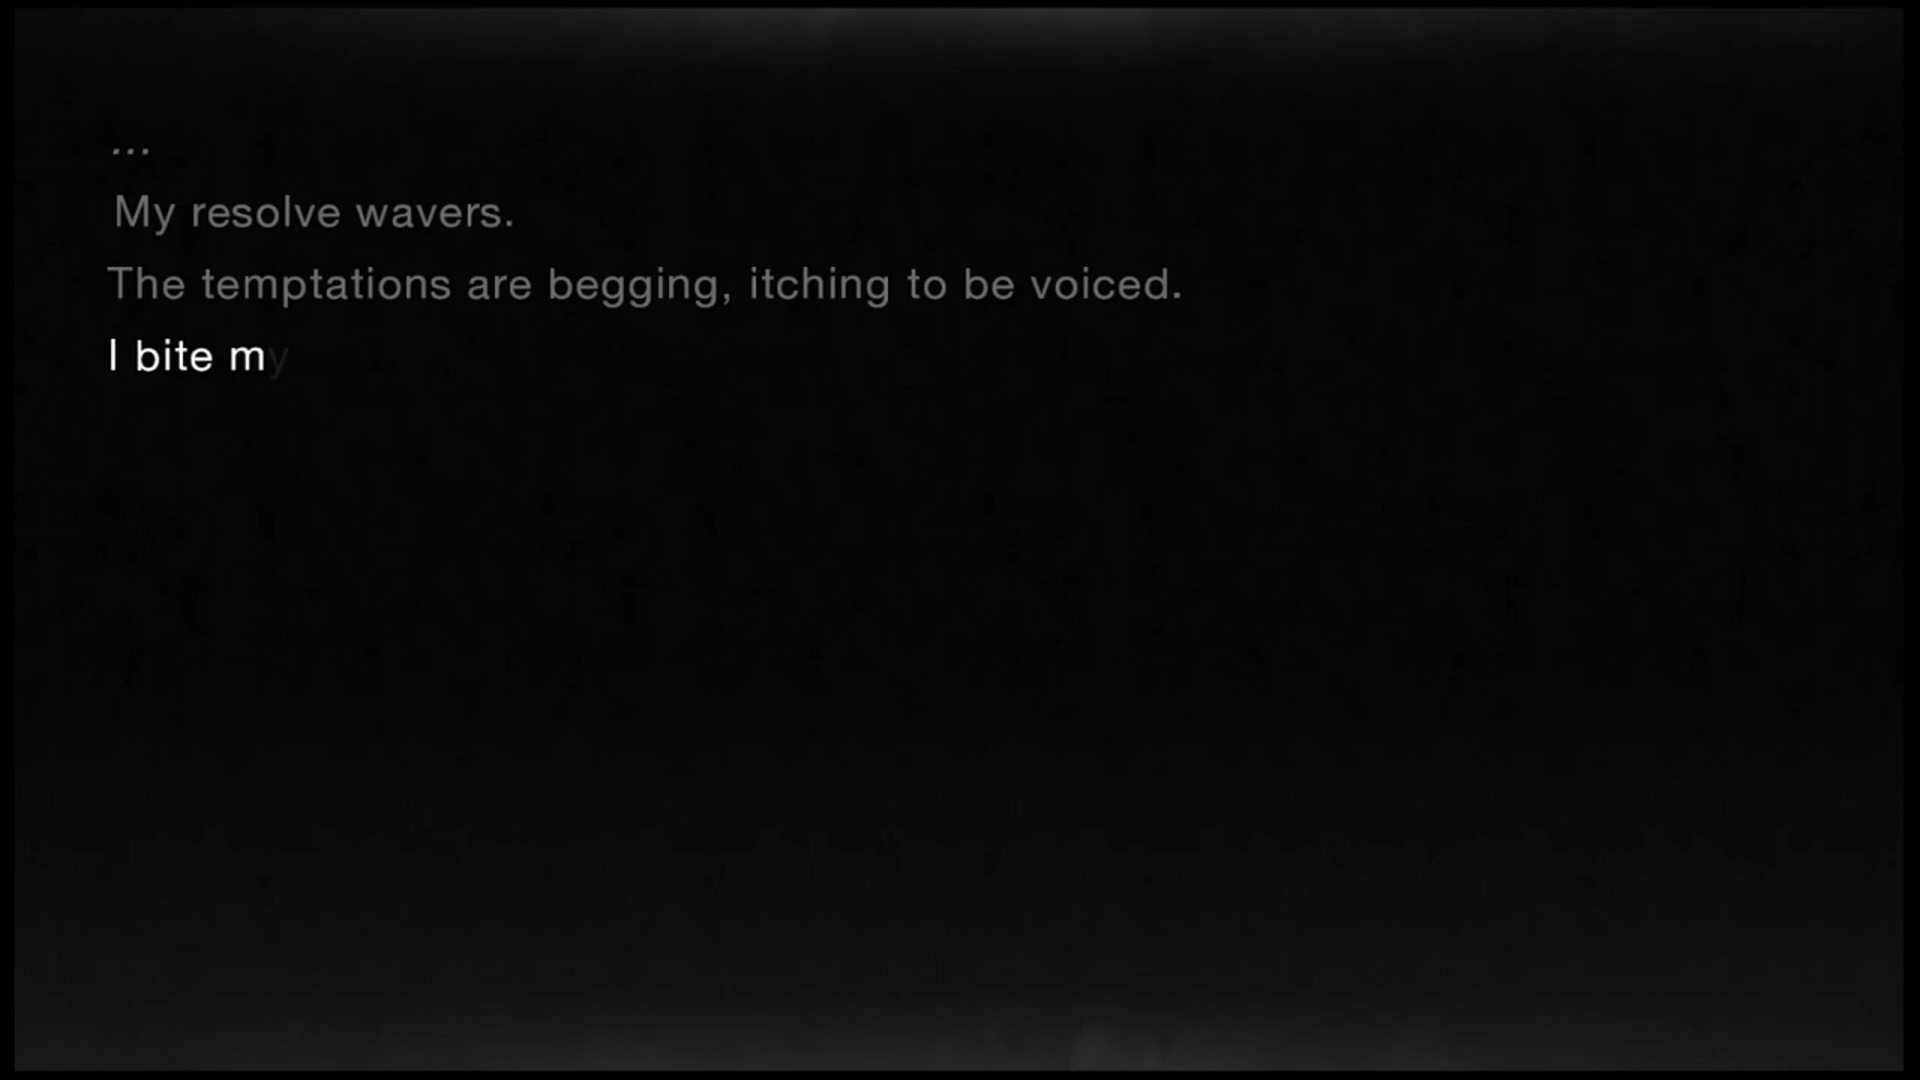 ...
My resolve wavers.
The temptations are begging, itching to be voiced.
I bite my